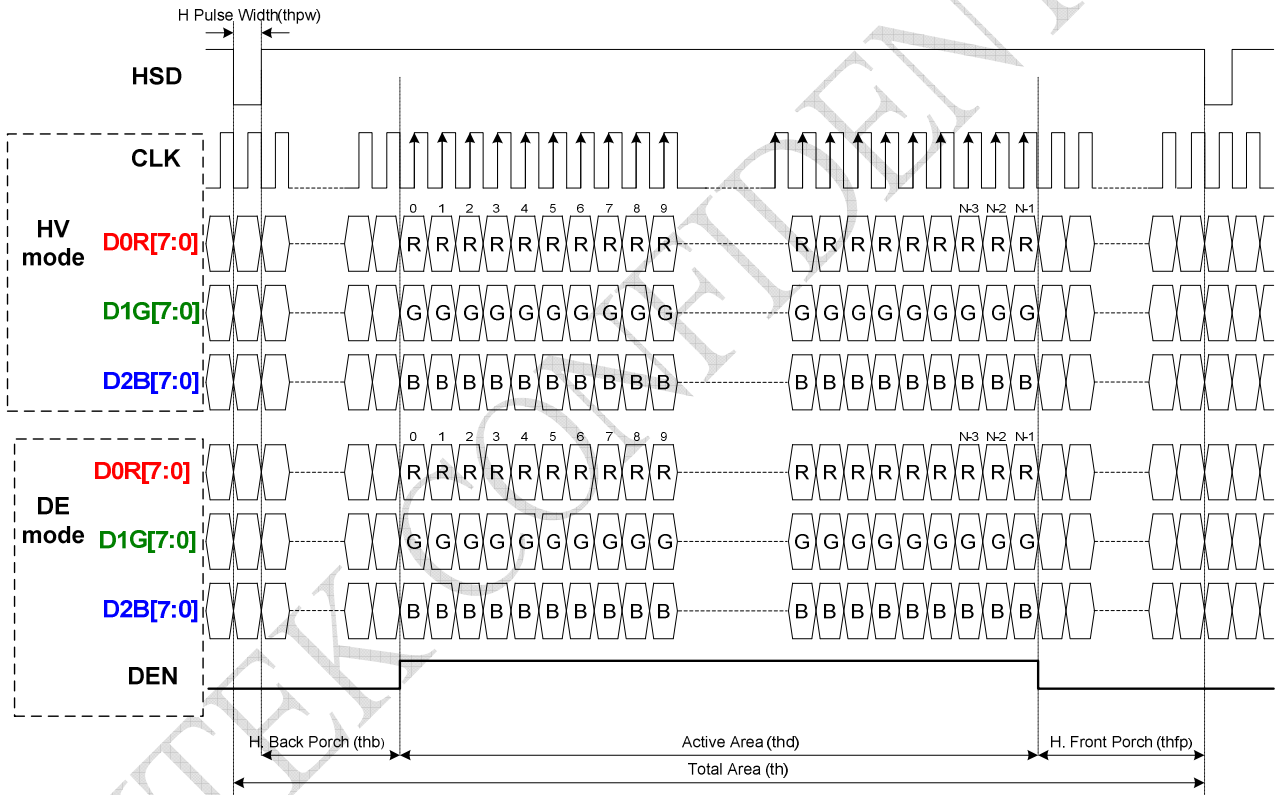 H Pulse Width(thpw)
HSD
CLK
HV mode
0 1 2 3 4 5 6 7 8 9 N-3 N-2 N-1
D0R[7:0] R R R R R R R R R R R R R R R R R R R
D1G[7:0] G G G G G G G G G G G G G G G G G G G
D2B[7:0] B B B B B B B B B B B B B B B B B B B
DE mode
0 1 2 3 4 5 6 7 8 9 N-3 N-2 N-1
D0R[7:0] R R R R R R R R R R R R R R R R R R R
D1G[7:0] G G G G G G G G G G G G G G G G G G G
D2B[7:0] B B B B B B B B B B B B B B B B B B B
DEN
H. Back Porch (thb) Active Area (thd) H. Front Porch (thfp)
Total Area (th)
TEK CONFIDEN